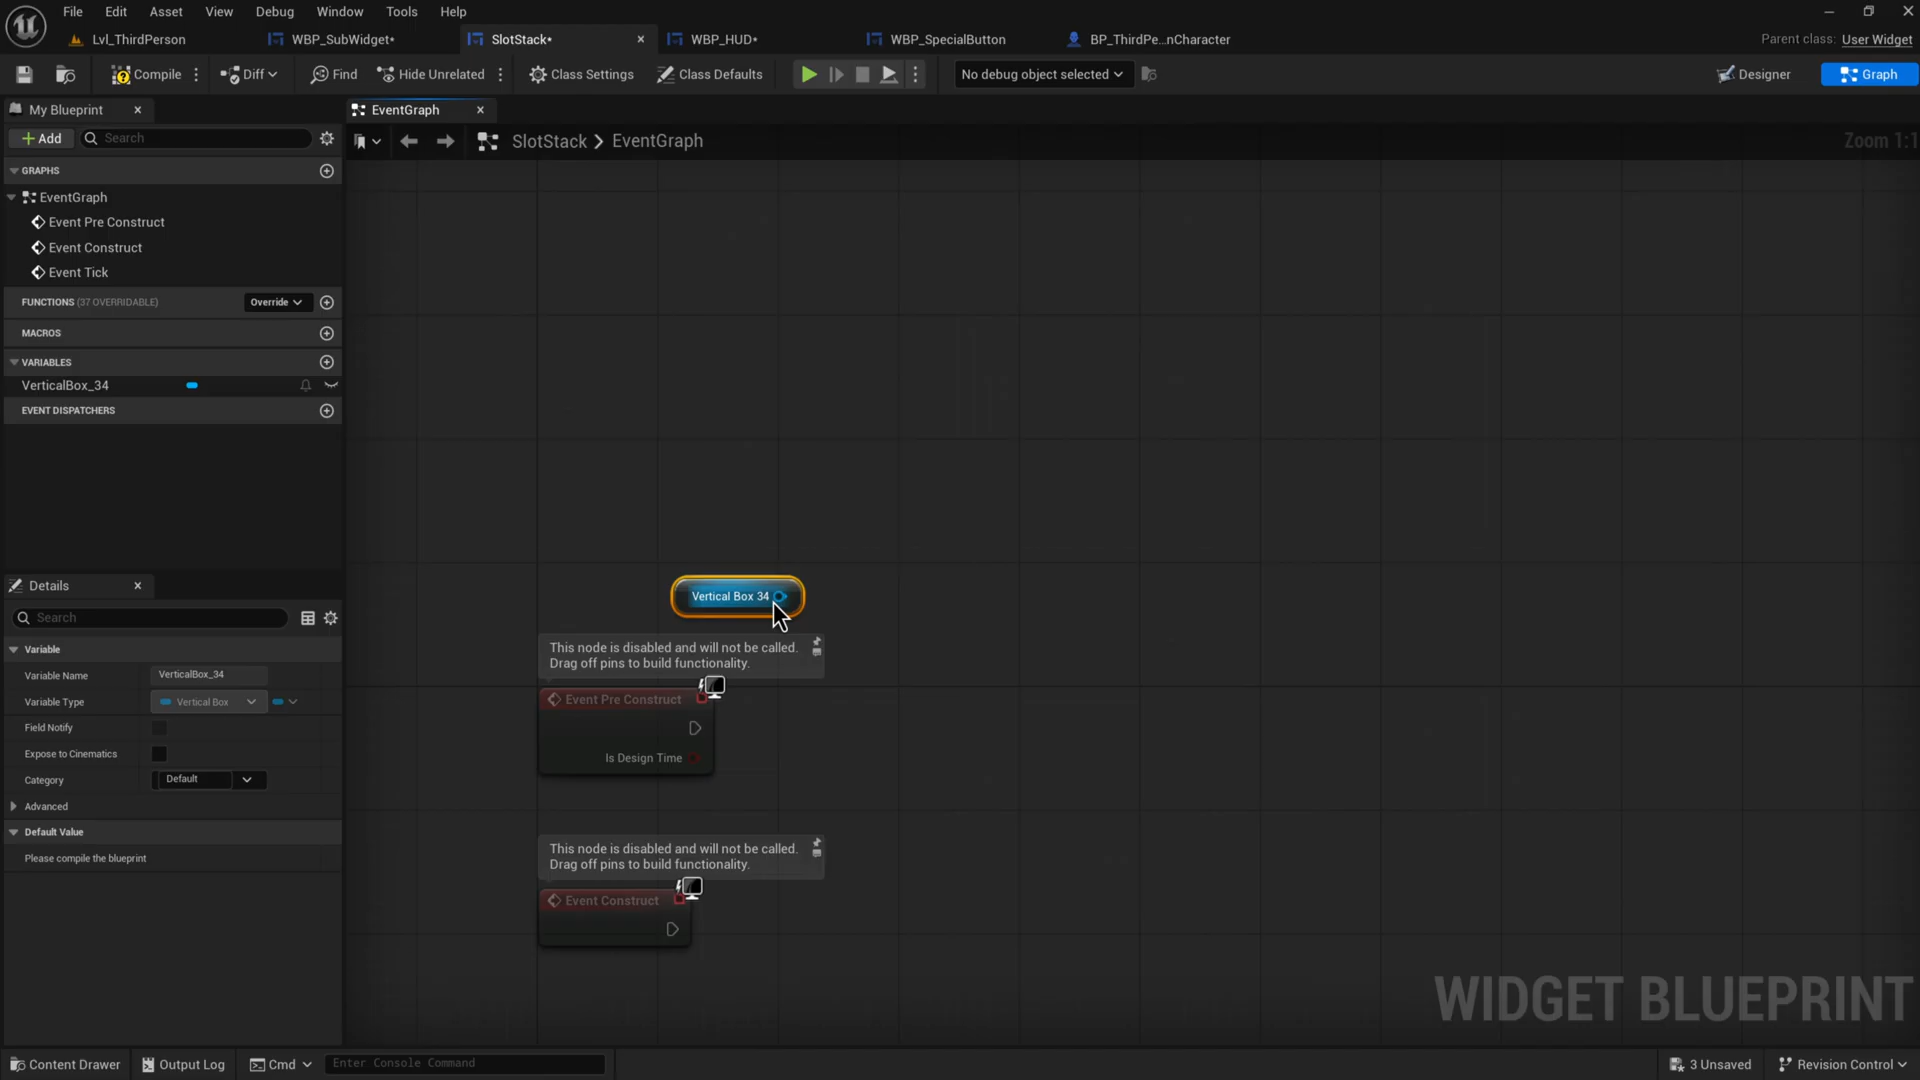 File Edit Asset View Debug Window Tools Help
Lvl_ThirdPerson WBP_SubWidget* SlotStack* WBP_HUD* WBP_SpecialButton BP_ThirdPe...nCharacter Parent class: User Widget
Compile Diff Find Hide Unrelated Class Settings Class Defaults No debug object selected Designer Graph
My Blueprint EventGraph
Add Search SlotStack > EventGraph Zoom 1:1
GRAPHS
EventGraph
Event Pre Construct
Event Construct
Event Tick
FUNCTIONS (37 OVERRIDABLE) Override
MACROS
VARIABLES
VerticalBox_34
EVENT DISPATCHERS
Vertical Box 34
This node is disabled and will not be called.
Drag off pins to build functionality.
Event Pre Construct
Is Design Time
This node is disabled and will not be called.
Drag off pins to build functionality.
Event Construct
Details
Search
Variable
Variable Name VerticalBox_34
Variable Type Vertical Box
Field Notify
Expose to Cinematics
Category Default
Advanced
Default Value
Please compile the blueprint
WIDGET BLUEPRINT
Content Drawer Output Log Cmd Enter Console Command 3 Unsaved Revision Control